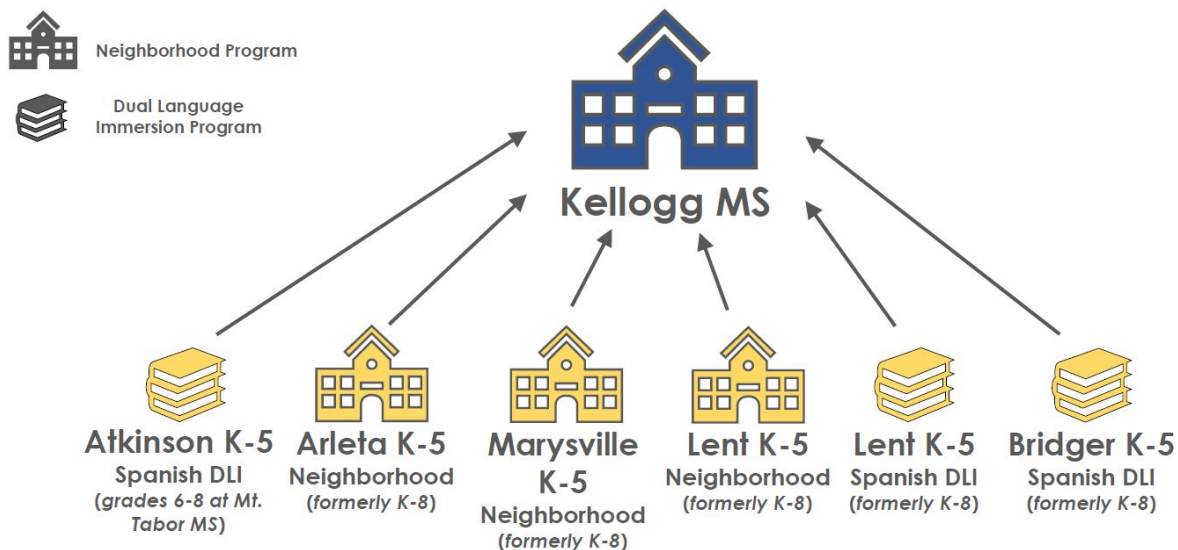 Neighborhood Program
Dual Language
Immersion Program
Kellogg MS
Atkinson K-5
Spanish DLI
(grades 6-8 at Mt.
Tabor MS)
Arleta K-5
Neighborhood
(formerly K-8)
Marysville
K-5
Neighborhood
(formerly K-8)
Lent K-5
Neighborhood
(formerly K-8)
Lent K-5
Spanish DLI
(formerly K-8)
Bridger K-5
Spanish DLI
(formerly K-8)